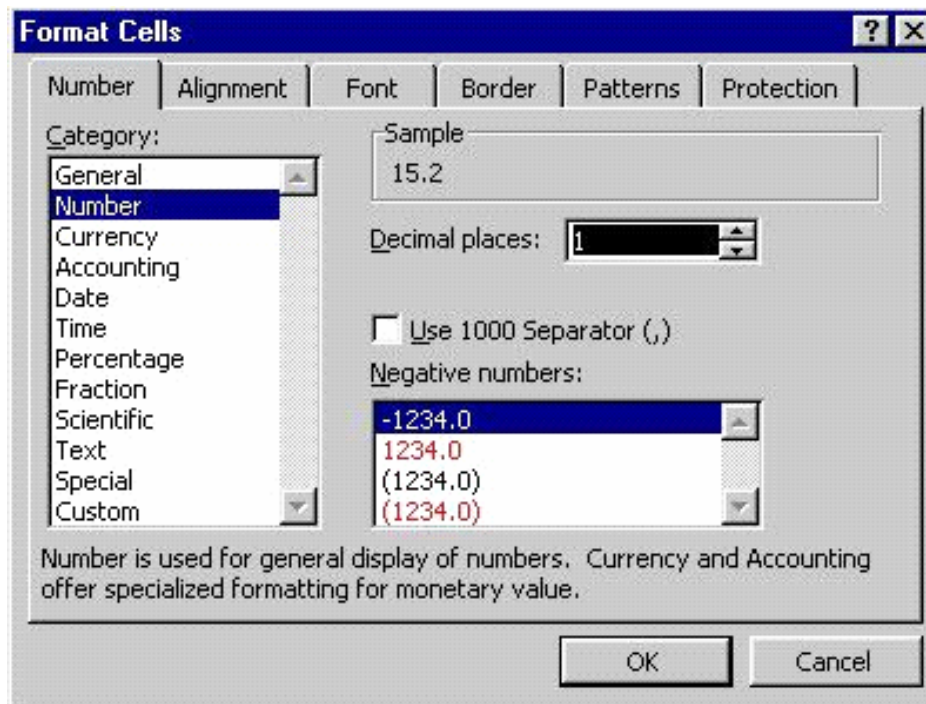 Format Cells
Number Alignment Font Border Patterns Protection
Category:
General
Number
Currency
Accounting
Date
Time
Percentage
Fraction
Scientific
Text
Special
Custom
Sample
15.2
Decimal places: 1
Use 1000 Separator (,)
Negative numbers:
-1234.0
1234.0
(1234.0)
(1234.0)
Number is used for general display of numbers. Currency and Accounting
offer specialized formatting for monetary value.
OK Cancel